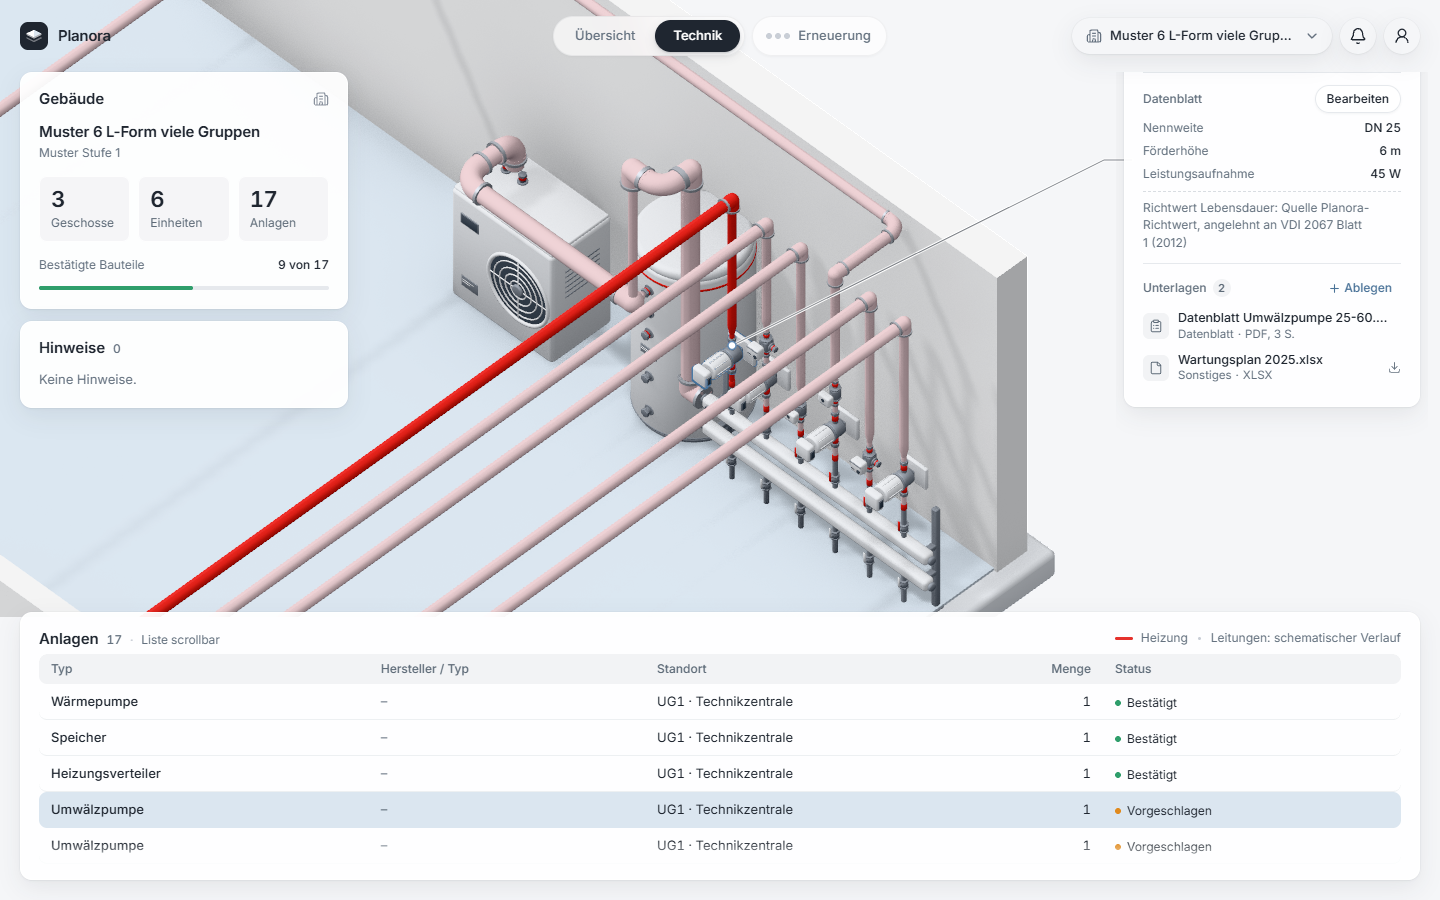 Planora
Übersicht
Technik
Erneuerung
Muster 6 L-Form viele Grup...
Gebäude
Muster 6 L-Form viele Gruppen
Muster Stufe 1
3
Geschosse
6
Einheiten
17
Anlagen
Bestätigte Bauteile
9 von 17
Hinweise 0
Keine Hinweise.
Datenblatt
Bearbeiten
Nennweite
DN 25
Förderhöhe
6 m
Leistungsaufnahme
45 W
Richtwert Lebensdauer: Quelle Planora-
Richtwert, angelehnt an VDI 2067 Blatt
1 (2012)
Unterlagen 2
+ Ablegen
Datenblatt Umwälzpumpe 25-60....
Datenblatt · PDF, 3 S.
Wartungsplan 2025.xlsx
Sonstiges · XLSX
Anlagen 17 · Liste scrollbar
Heizung • Leitungen: schematischer Verlauf
Typ Hersteller / Typ Standort Menge Status
Wärmepumpe – UG1 · Technikzentrale 1 Bestätigt
Speicher – UG1 · Technikzentrale 1 Bestätigt
Heizungsverteiler – UG1 · Technikzentrale 1 Bestätigt
Umwälzpumpe – UG1 · Technikzentrale 1 Vorgeschlagen
Umwälzpumpe – UG1 · Technikzentrale 1 Vorgeschlagen